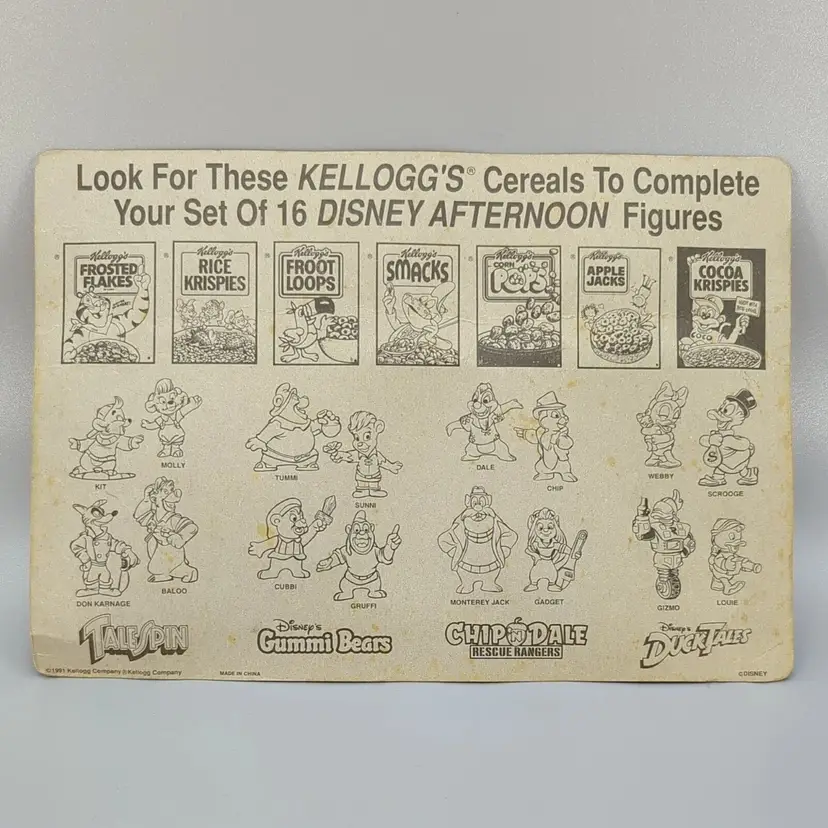 Look For These KELLOGG'S® Cereals To Complete
Your Set Of 16 DISNEY AFTERNOON Figures
Kellogg's
FROSTED
FLAKES
Kellogg's
RICE
KRISPIES
Kellogg's
FROOT
LOOPS
Kellogg's
SMACKS
Kellogg's
CORN
POPS
Kellogg's
APPLE
JACKS
Kellogg's
COCOA
KRISPIES
KIT
MOLLY
TUMMI
SUNNI
DALE
CHIP
WEBBY
SCROOGE
DON KARNAGE
BALOO
CUBBI
GRUFFI
MONTEREY JACK
GADGET
GIZMO
LOUIE
TALESPIN
Disney's
Gummi Bears
CHIP 'N DALE
RESCUE RANGERS
Disney's
DUCKTALES
©1991 Kellogg Company ® Kellogg Company
MADE IN CHINA
©DISNEY